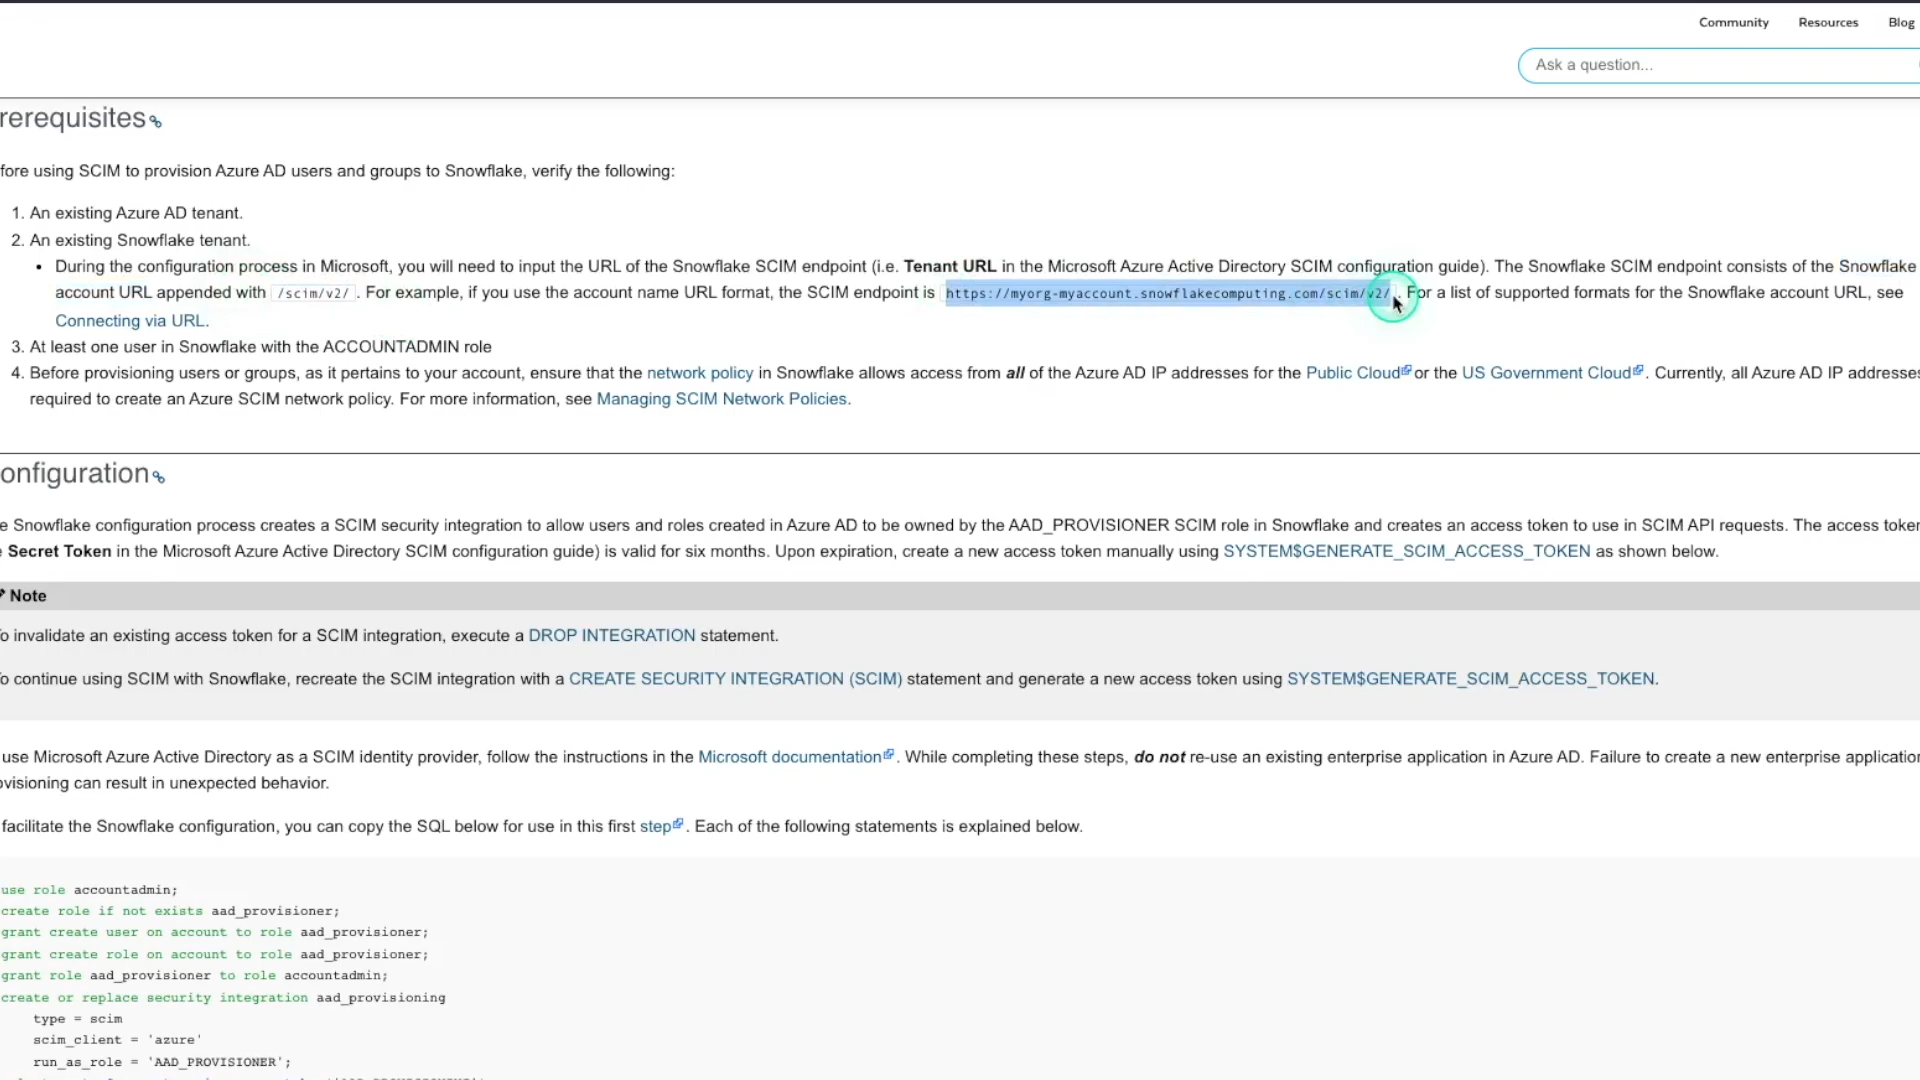 Community Resources Blog
Ask a question...
rerequisites
fore using SCIM to provision Azure AD users and groups to Snowflake, verify the following:
1. An existing Azure AD tenant.
2. An existing Snowflake tenant.
• During the configuration process in Microsoft, you will need to input the URL of the Snowflake SCIM endpoint (i.e. Tenant URL in the Microsoft Azure Active Directory SCIM configuration guide). The Snowflake SCIM endpoint consists of the Snowflake
account URL appended with /scim/v2/ . For example, if you use the account name URL format, the SCIM endpoint is https://myorg-myaccount.snowflakecomputing.com/scim/v2/ . For a list of supported formats for the Snowflake account URL, see
Connecting via URL.
3. At least one user in Snowflake with the ACCOUNTADMIN role
4. Before provisioning users or groups, as it pertains to your account, ensure that the network policy in Snowflake allows access from all of the Azure AD IP addresses for the Public Cloud or the US Government Cloud . Currently, all Azure AD IP addresses
required to create an Azure SCIM network policy. For more information, see Managing SCIM Network Policies.
onfiguration
e Snowflake configuration process creates a SCIM security integration to allow users and roles created in Azure AD to be owned by the AAD_PROVISIONER SCIM role in Snowflake and creates an access token to use in SCIM API requests. The access token
Secret Token in the Microsoft Azure Active Directory SCIM configuration guide) is valid for six months. Upon expiration, create a new access token manually using SYSTEM$GENERATE_SCIM_ACCESS_TOKEN as shown below.
Note
o invalidate an existing access token for a SCIM integration, execute a DROP INTEGRATION statement.
o continue using SCIM with Snowflake, recreate the SCIM integration with a CREATE SECURITY INTEGRATION (SCIM) statement and generate a new access token using SYSTEM$GENERATE_SCIM_ACCESS_TOKEN.
use Microsoft Azure Active Directory as a SCIM identity provider, follow the instructions in the Microsoft documentation . While completing these steps, do not re-use an existing enterprise application in Azure AD. Failure to create a new enterprise application
ovisioning can result in unexpected behavior.
facilitate the Snowflake configuration, you can copy the SQL below for use in this first step . Each of the following statements is explained below.
use role accountadmin;
create role if not exists aad_provisioner;
grant create user on account to role aad_provisioner;
grant create role on account to role aad_provisioner;
grant role aad_provisioner to role accountadmin;
create or replace security integration aad_provisioning
type = scim
scim_client = 'azure'
run_as_role = 'AAD_PROVISIONER';